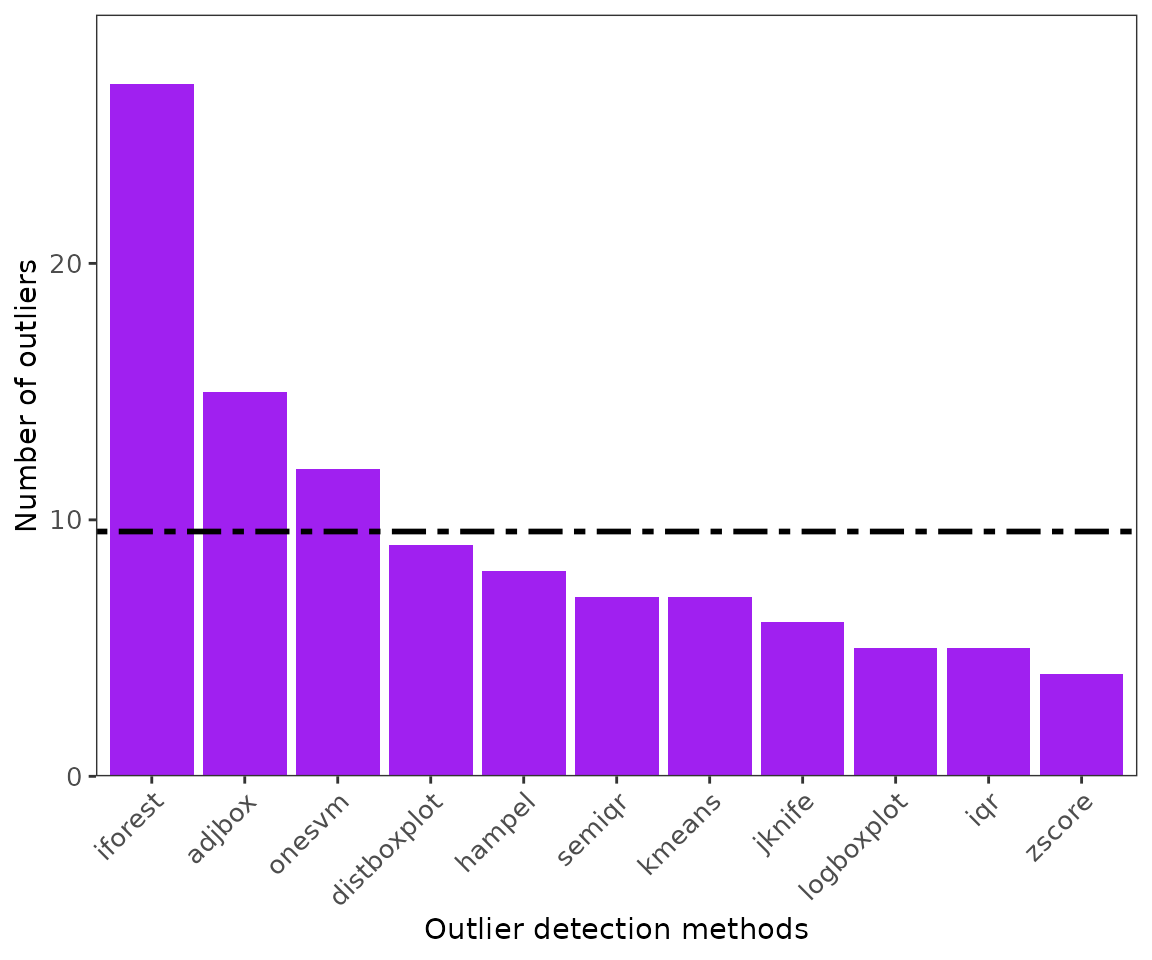 Number of outliers
20
10
0
iforest
adjbox
onesvm
distboxplot
hampel
semiqr
kmeans
jknife
logboxplot
iqr
zscore
Outlier detection methods